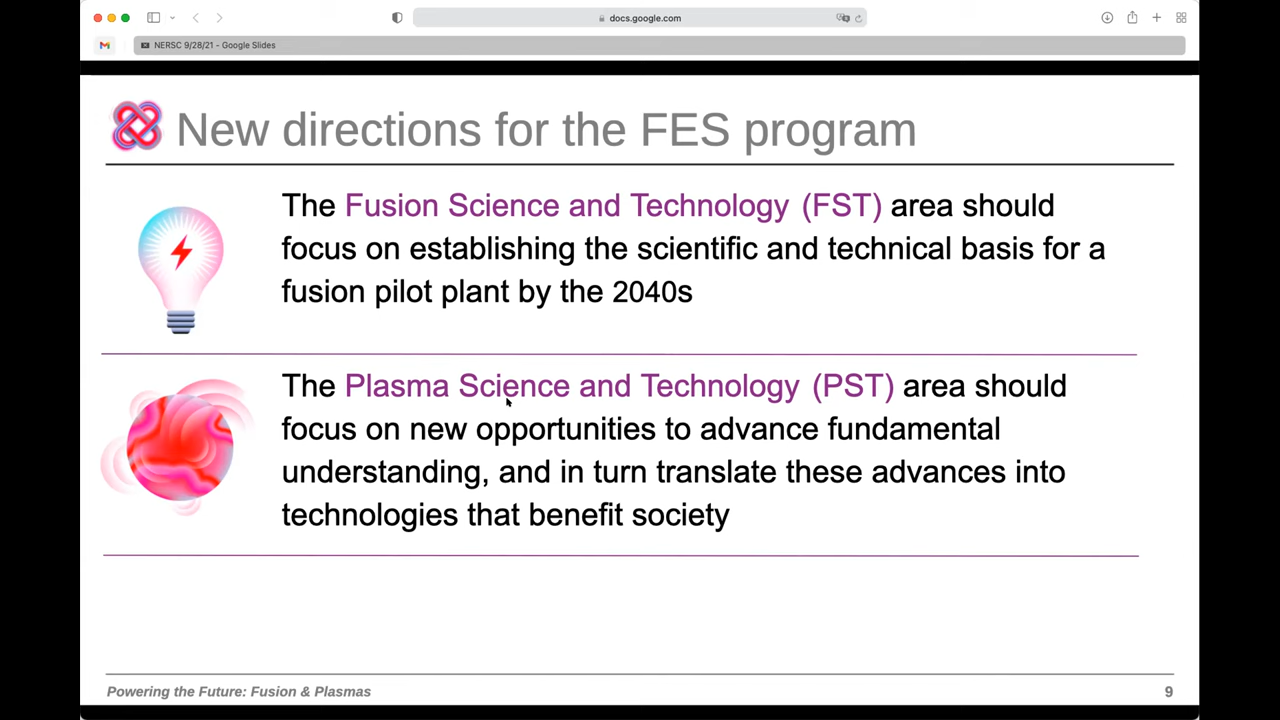 docs.google.com
NERSC 9/28/21 - Google Slides
New directions for the FES program
The Fusion Science and Technology (FST) area should
focus on establishing the scientific and technical basis for a
fusion pilot plant by the 2040s
The Plasma Science and Technology (PST) area should
focus on new opportunities to advance fundamental
understanding, and in turn translate these advances into
technologies that benefit society
Powering the Future: Fusion & Plasmas
9